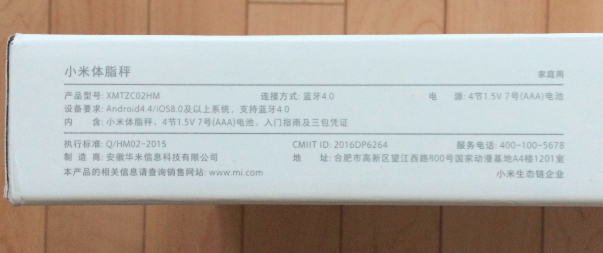 小米体脂秤 家庭用
产品型号: XMTZC02HM 连接方式: 蓝牙4.0 电 源: 4节1.5V 7号(AAA)电池
设备要求: Android4.4/iOS8.0及以上系统，支持蓝牙4.0
内 含: 小米体脂秤、4节1.5V 7号(AAA)电池、入门指南及三包凭证
执行标准: Q/HM02-2015 CMIIT ID: 2016DP6264 服务电话: 400-100-5678
制 造 商: 安徽华米信息科技有限公司 地 址: 合肥市高新区望江西路800号国家动漫基地A4楼1201室
本产品的相关信息请查询销售网站: www.mi.com 小米生态链企业